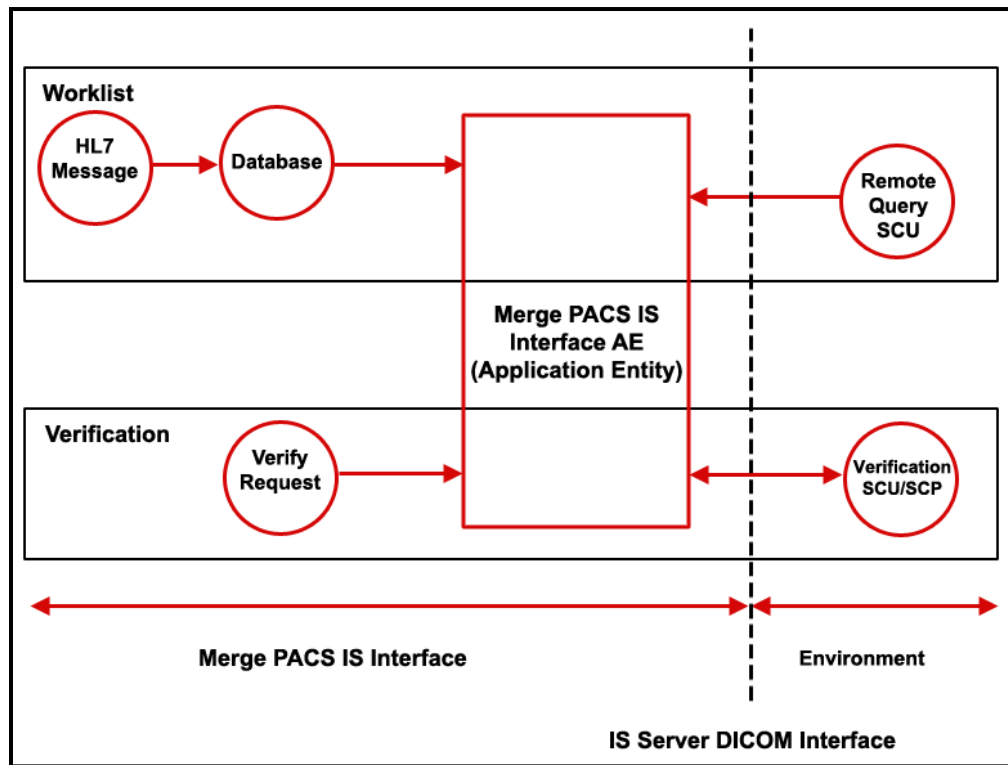 Worklist
HL7
Message
Database
Remote
Query
SCU
Merge PACS IS
Interface AE
(Application Entity)
Verification
Verify
Request
Verification
SCU/SCP
Merge PACS IS Interface
Environment
IS Server DICOM Interface